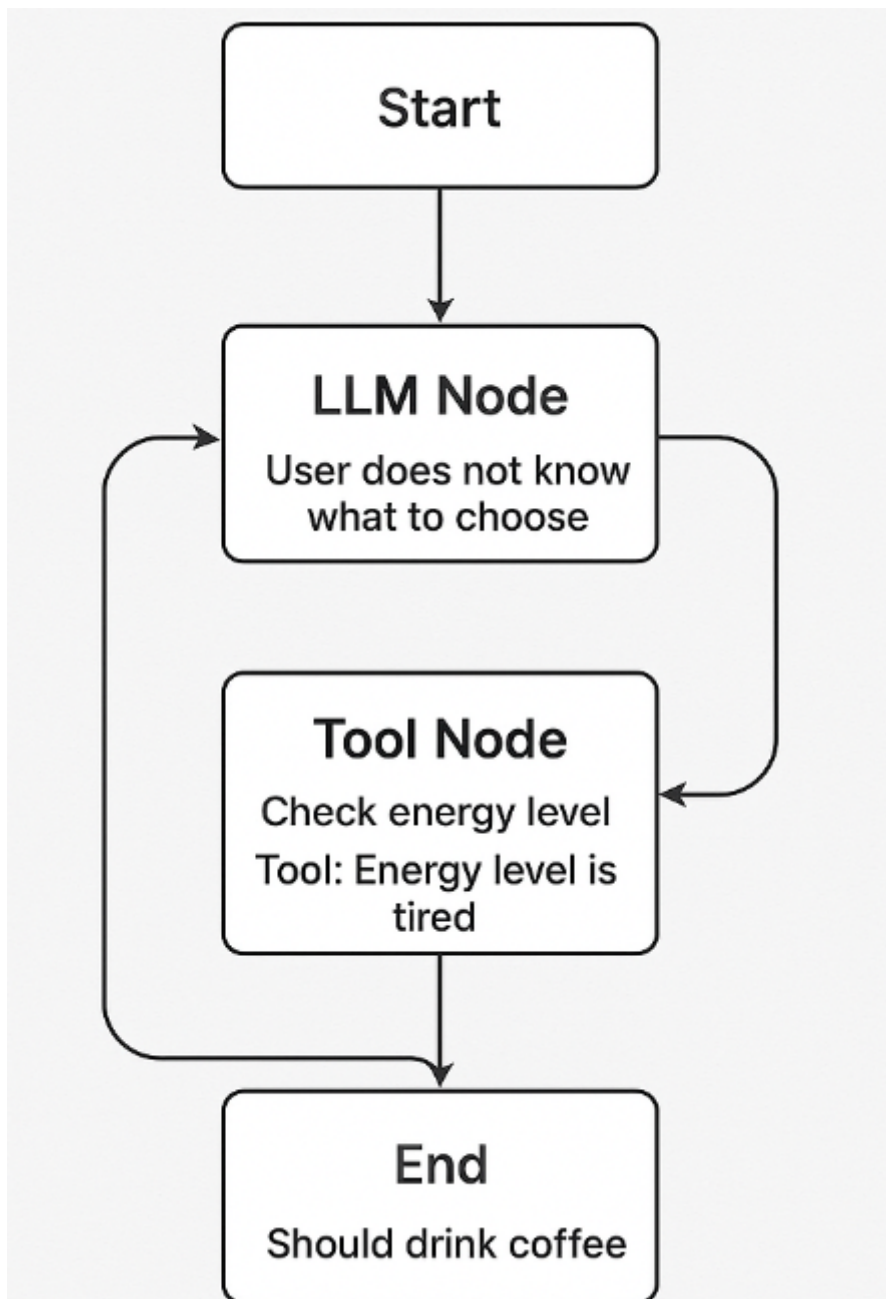 Start
LLM Node
User does not know
what to choose
Tool Node
Check energy level
Tool: Energy level is
tired
End
Should drink coffee